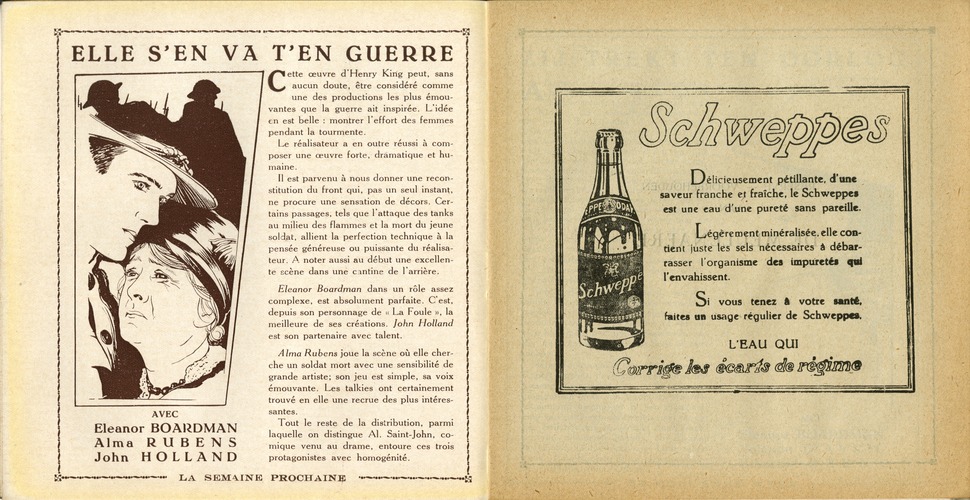 ELLE S'EN VA T'EN GUERRE
Cette œuvre d'Henry King peut, sans
aucun doute, être considéré comme
une des productions les plus émou-
vantes que la guerre ait inspirée. L'idée
en est belle : montrer l'effort des femmes
pendant la tourmente.
Le réalisateur a en outre réussi à com-
poser une œuvre forte, dramatique et hu-
maine.
Il est parvenu à nous donner une recon-
stitution du front qui, pas un seul instant,
ne procure une sensation de décors. Cer-
tains passages, tels que l'attaque des tanks
au milieu des flammes et la mort du jeune
soldat, allient la perfection technique à la
pensée généreuse ou puissante du réalisa-
teur. A noter aussi au début une excellen-
te scène dans une cantine de l'arrière.
Eleanor Boardman dans un rôle assez
complexe, est absolument parfaite. C'est,
depuis son personnage de « La Foule », la
meilleure de ses créations. John Holland
est son partenaire avec talent.
Alma Rubens joue la scène où elle cher-
che un soldat mort avec une sensibilité de
grande artiste; son jeu est simple, sa voix
émouvante. Les talkies ont certainement
trouvé en elle une recrue des plus intéres-
santes.
Tout le reste de la distribution, parmi
laquelle on distingue Al. Saint-John, co-
mique venu au drame, entoure ces trois
protagonistes avec homogénité.
AVEC
Eleanor BOARDMAN
Alma RUBENS
John HOLLAND
LA SEMAINE PROCHAINE
Schweppes
Délicieusement pétillante, d'une
saveur franche et fraîche, le Schweppes
est une eau d'une pureté sans pareille.
Légèrement minéralisée, elle con-
tient juste les sels nécessaires à débar-
rasser l'organisme des impuretés qui
l'envahissent.
Si vous tenez à votre santé,
faites un usage régulier de Schweppes.
L'EAU QUI
Corrige les écarts de régime
Schweppe